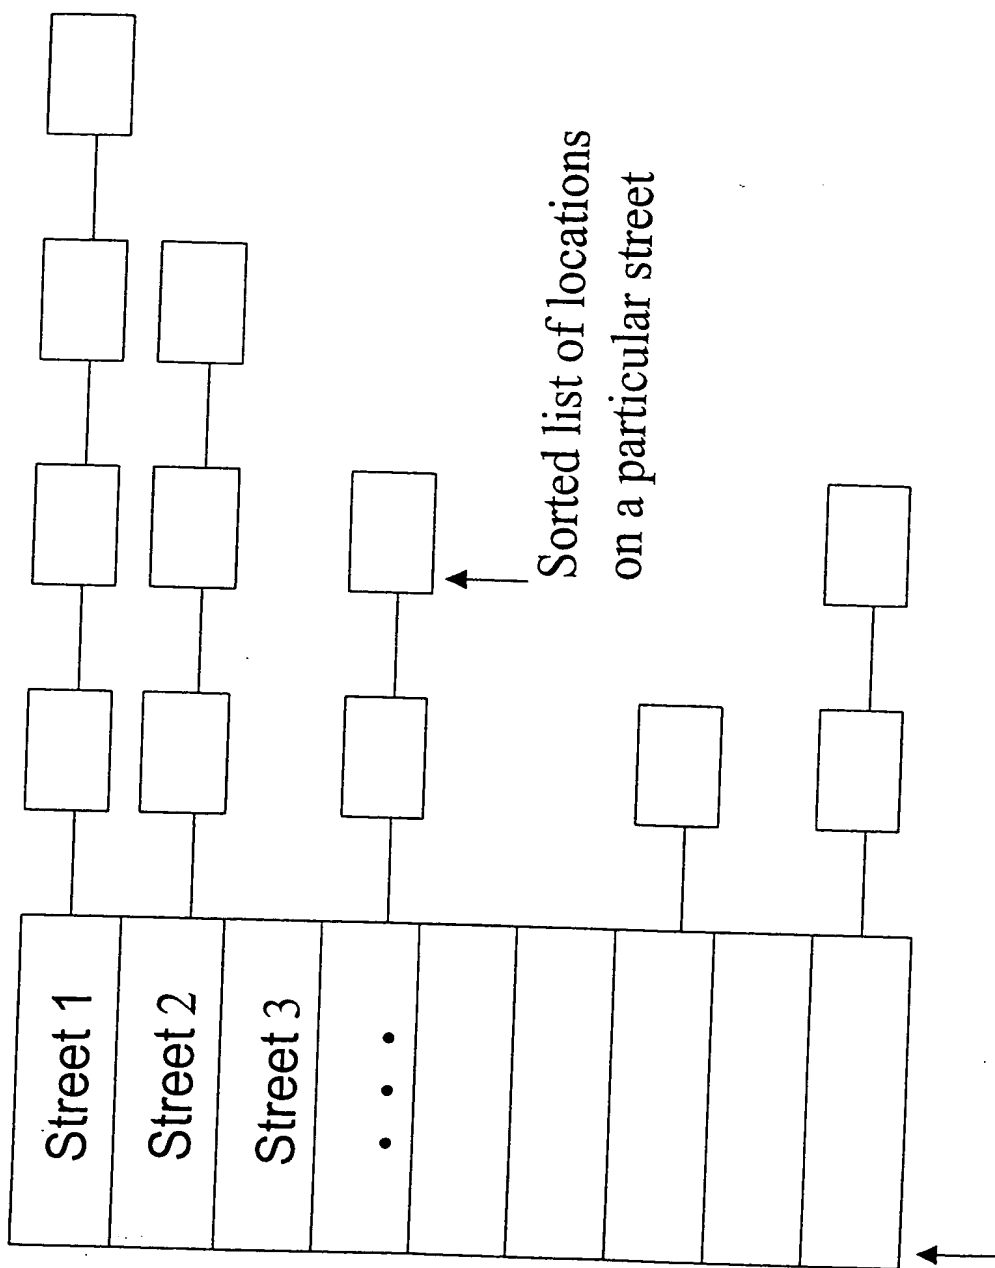 Street 1
Street 2
Street 3
• • •
Sorted list of locations
on a particular street